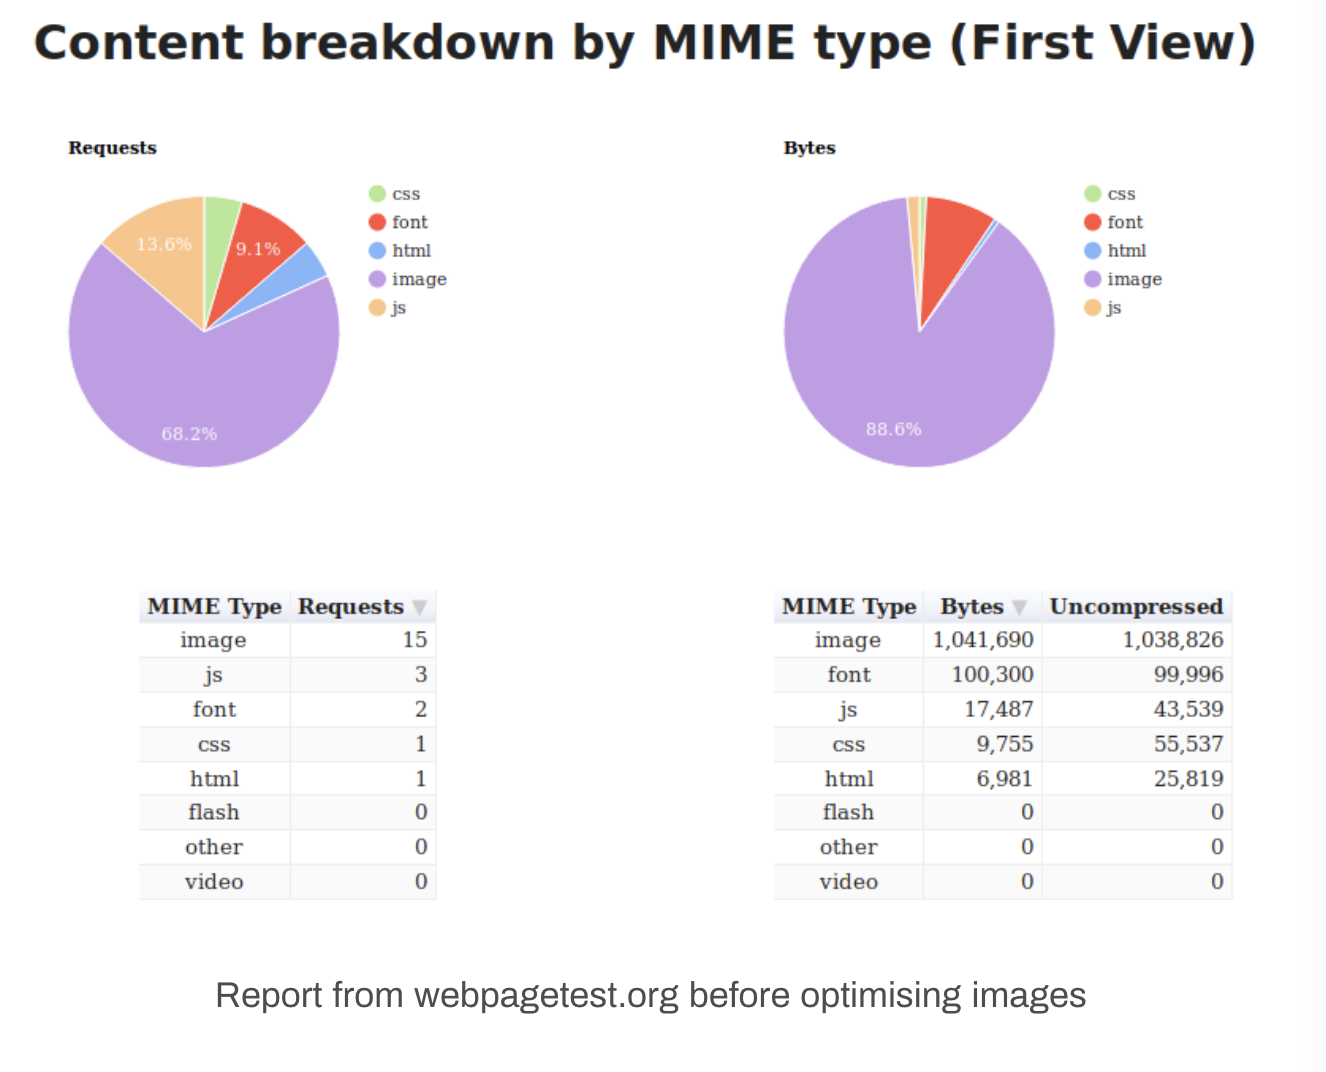 Content breakdown by MIME type (First View)
Requests
css
font
html
image
js
13.6%
9.1%
68.2%
Bytes
css
font
html
image
js
88.6%
MIME Type Requests ▼
image 15
js 3
font 2
css 1
html 1
flash 0
other 0
video 0
MIME Type Bytes ▼ Uncompressed
image 1,041,690 1,038,826
font 100,300 99,996
js 17,487 43,539
css 9,755 55,537
html 6,981 25,819
flash 0 0
other 0 0
video 0 0
Report from webpagetest.org before optimising images